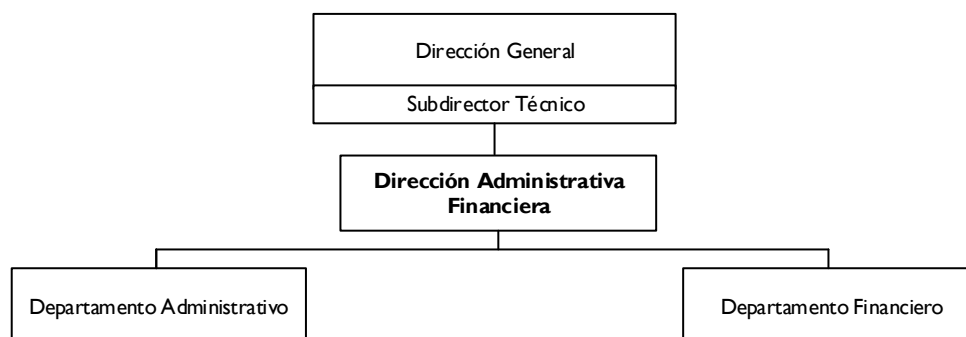 Dirección General
Subdirector Técnico
Dirección Administrativa
Financiera
Departamento Administrativo
Departamento Financiero